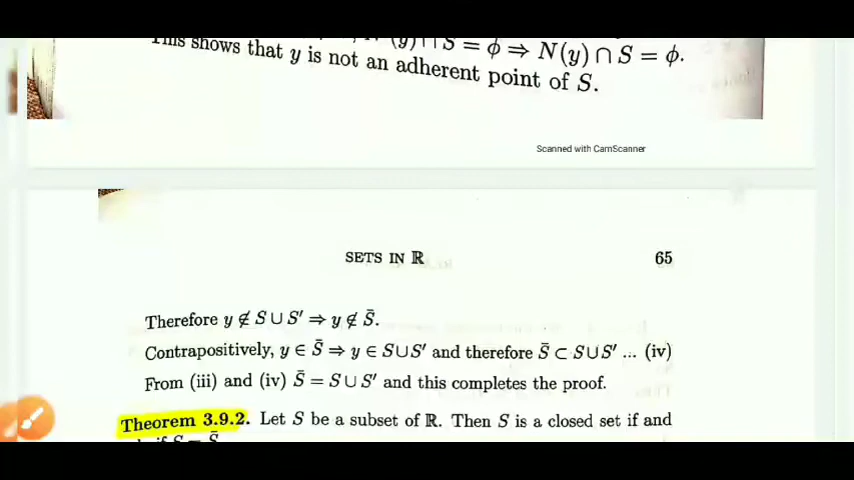 This shows that y is not an adherent point of S.
(y) ∩ S = ϕ ⇒ N(y) ∩ S = ϕ.
Scanned with CamScanner
SETS IN ℝ 65
Therefore y ∉ S ∪ S′ ⇒ y ∉ S̄.
Contrapositively, y ∈ S̄ ⇒ y ∈ S∪S′ and therefore S̄ ⊂ S∪S′ ... (iv)
From (iii) and (iv) S̄ = S ∪ S′ and this completes the proof.
Theorem 3.9.2. Let S be a subset of ℝ. Then S is a closed set if and
if S = S̄